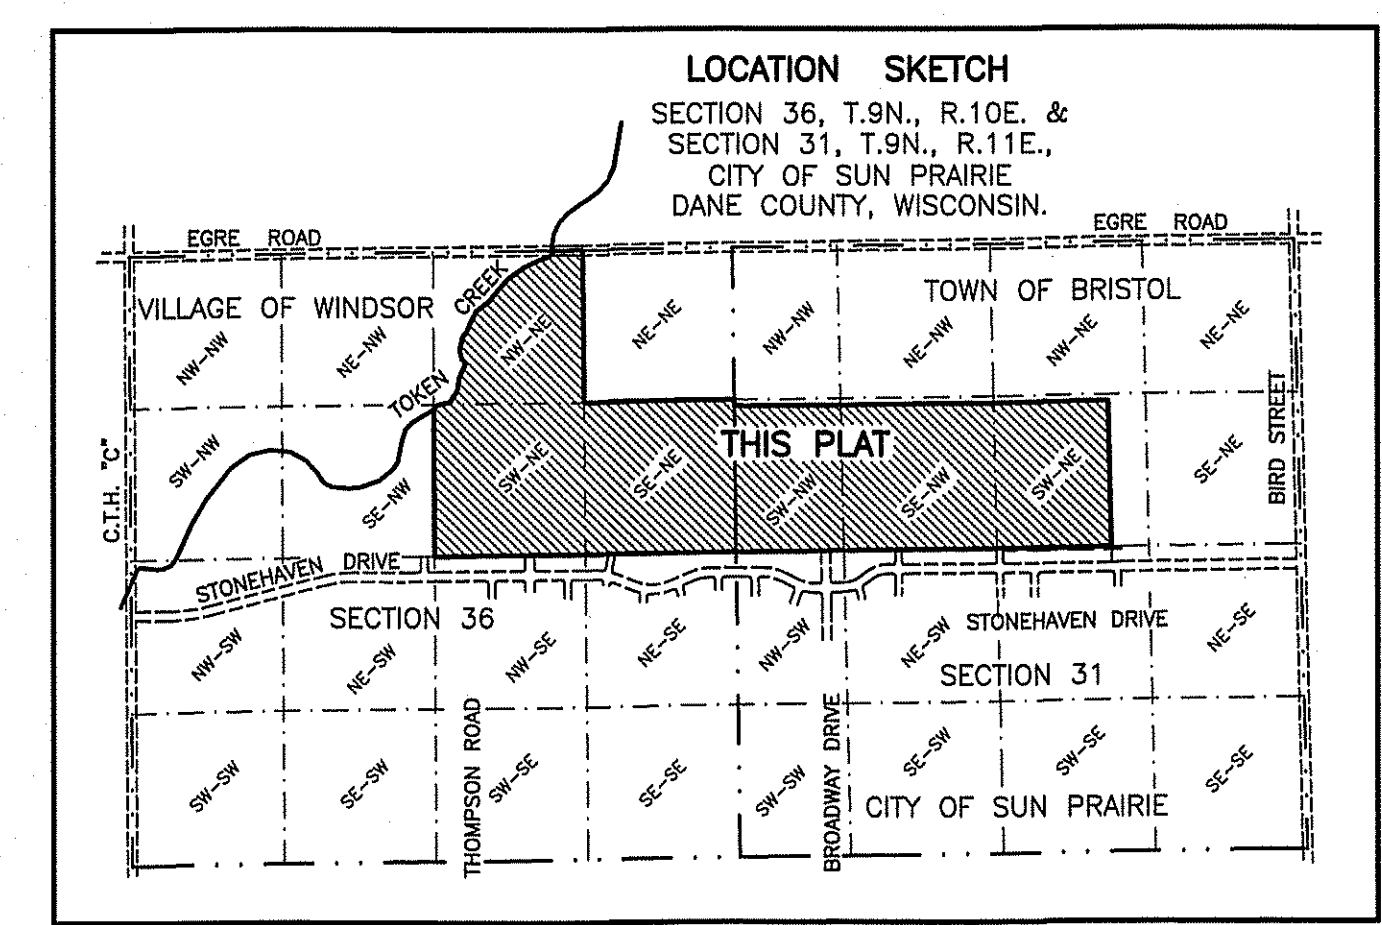 LOCATION SKETCH
SECTION 36, T.9N., R.10E. &
SECTION 31, T.9N., R.11E.,
CITY OF SUN PRAIRIE
DANE COUNTY, WISCONSIN.
EGRE ROAD
EGRE ROAD
VILLAGE OF WINDSOR
CREEK
TOWN OF BRISTOL
NW-NW
NE-NW
NW-NE
NE-NE
NW-NW
NE-NW
NW-NE
NE-NE
TOKEN
BIRD STREET
C.T.H. "C"
THIS PLAT
SW-NW
SE-NW
SW-NE
SE-NE
SW-NW
SE-NW
SW-NE
SE-NE
STONEHAVEN DRIVE
SECTION 36
STONEHAVEN DRIVE
NW-SW
NE-SW
NW-SE
NE-SE
NW-SW
NE-SW
NE-SE
SECTION 31
THOMPSON ROAD
BROADWAY DRIVE
SW-SW
SE-SW
SW-SE
SE-SE
SW-SW
SE-SW
SW-SE
SE-SE
CITY OF SUN PRAIRIE